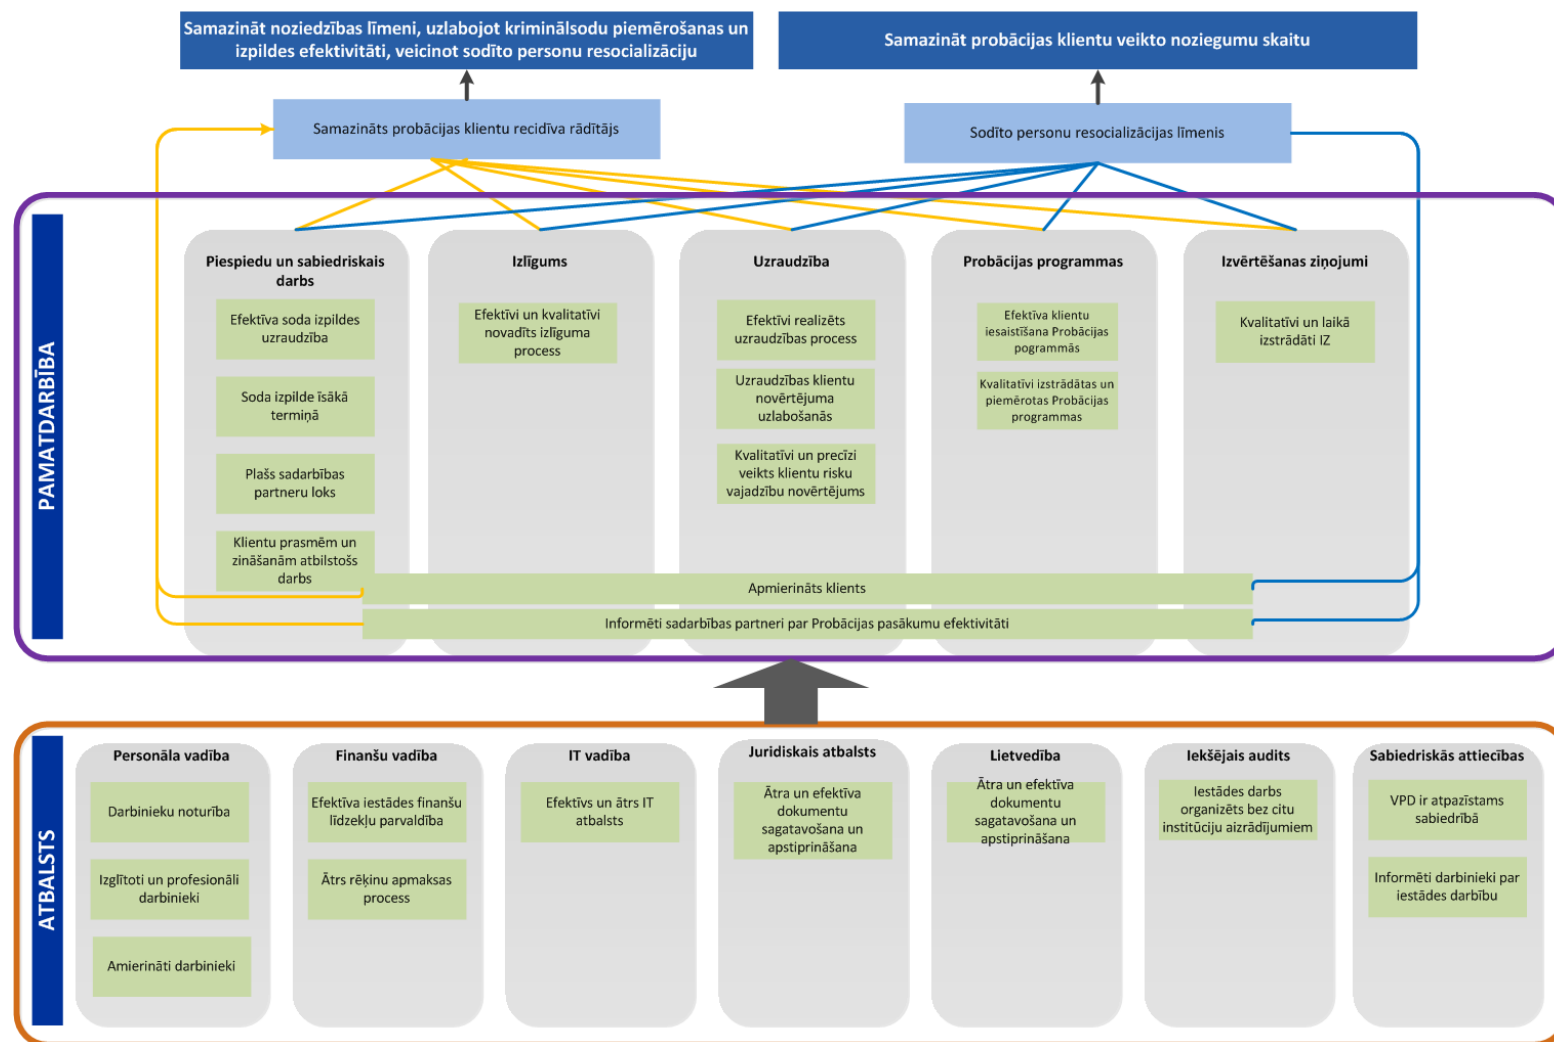 Samazināt noziedzības līmeni, uzlabojot kriminālsodu piemērošanas un
izpildes efektivitāti, veicinot sodīto personu resocializāciju
Samazināt probācijas klientu veikto noziegumu skaitu
Samazināts probācijas klientu recidīva rādītājs
Sodīto personu resocializācijas līmenis
PAMATDARBĪBA
Piespiedu un sabiedriskais
darbs
Efektīva soda izpildes
uzraudzība
Soda izpilde īsākā
termiņā
Plašs sadarbības
partneru loks
Klientu prasmēm un
zināšanām atbilstošs
darbs
Izlīgums
Efektīvi un kvalitatīvi
novadīts izlīguma
process
Uzraudzība
Efektīvi realizēts
uzraudzības process
Uzraudzības klientu
novērtējuma
uzlabošanās
Kvalitatīvi un precīzi
veikts klientu risku
vajadzību novērtējums
Probācijas programmas
Efektīva klientu
iesaistīšana Probācijas
pogrammās
Kvalitatīvi izstrādātas un
piemērotas Probācijas
programmas
Izvērtēšanas ziņojumi
Kvalitatīvi un laikā
izstrādāti IZ
Apmierināts klients
Informēti sadarbības partneri par Probācijas pasākumu efektivitāti
ATBALSTS
Personāla vadība
Darbinieku noturība
Izglītoti un profesionāli
darbinieki
Amierināti darbinieki
Finanšu vadība
Efektīva iestādes finanšu
līdzekļu parvaldība
Ātrs rēķinu apmaksas
process
IT vadība
Efektīvs un ātrs IT
atbalsts
Juridiskais atbalsts
Ātra un efektīva
dokumentu
sagatavošana un
apstiprināšana
Lietvedība
Ātra un efektīva
dokumentu
sagatavošana un
apstiprināšana
Iekšējais audits
Iestādes darbs
organizēts bez citu
institūciju aizrādījumiem
Sabiedriskās attiecības
VPD ir atpazīstams
sabiedrībā
Informēti darbinieki par
iestādes darbību